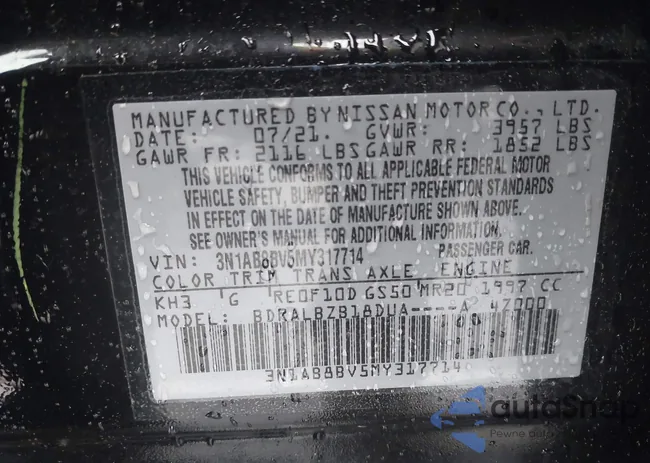 MANUFACTURED BY NISSAN MOTOR CO., LTD.
DATE: 07/21. GVWR: 3957 LBS
GAWR FR: 2116 LBS GAWR RR: 1852 LBS
THIS VEHICLE CONFORMS TO ALL APPLICABLE FEDERAL MOTOR
VEHICLE SAFETY, BUMPER AND THEFT PREVENTION STANDARDS
IN EFFECT ON THE DATE OF MANUFACTURE SHOWN ABOVE.
SEE OWNER'S MANUAL FOR ADDITIONAL INFORMATION.
VIN: 3N1AB8BV5MY317714 PASSENGER CAR.
COLOR TRIM TRANS AXLE ENGINE
KH3 G RE0F10D GS50 MR20 1997 CC
MODEL: BDRALBZB18DUA----A 47000
3N1AB8BV5MY317714
autoSnap
Pewne